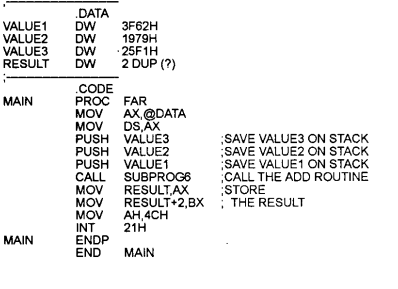 ;
.DATA
VALUE1 DW 3F62H
VALUE2 DW 1979H
VALUE3 DW 25F1H
RESULT DW 2 DUP (?)
;
.CODE
MAIN PROC FAR
MOV AX,@DATA
MOV DS,AX
PUSH VALUE3 ;SAVE VALUE3 ON STACK
PUSH VALUE2 ;SAVE VALUE2 ON STACK
PUSH VALUE1 ;SAVE VALUE1 ON STACK
CALL SUBPROG6 ;CALL THE ADD ROUTINE
MOV RESULT,AX ;STORE
MOV RESULT+2,BX ; THE RESULT
MOV AH,4CH
INT 21H
MAIN ENDP
END MAIN